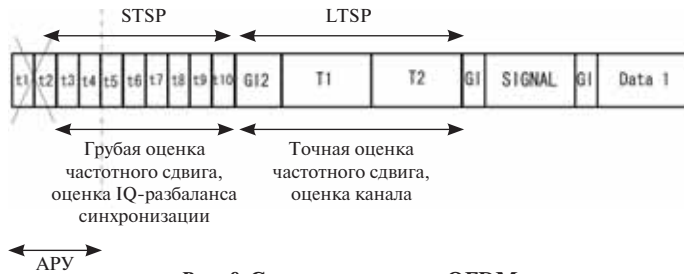 STSP LTSP
t1 t2 t3 t4 t5 t6 t7 t8 t9 t10 GI2 T1 T2 GI SIGNAL GI Data 1
Грубая оценка
частотного сдвига,
оценка IQ-разбаланса
синхронизации
Точная оценка
частотного сдвига,
оценка канала
АРУ